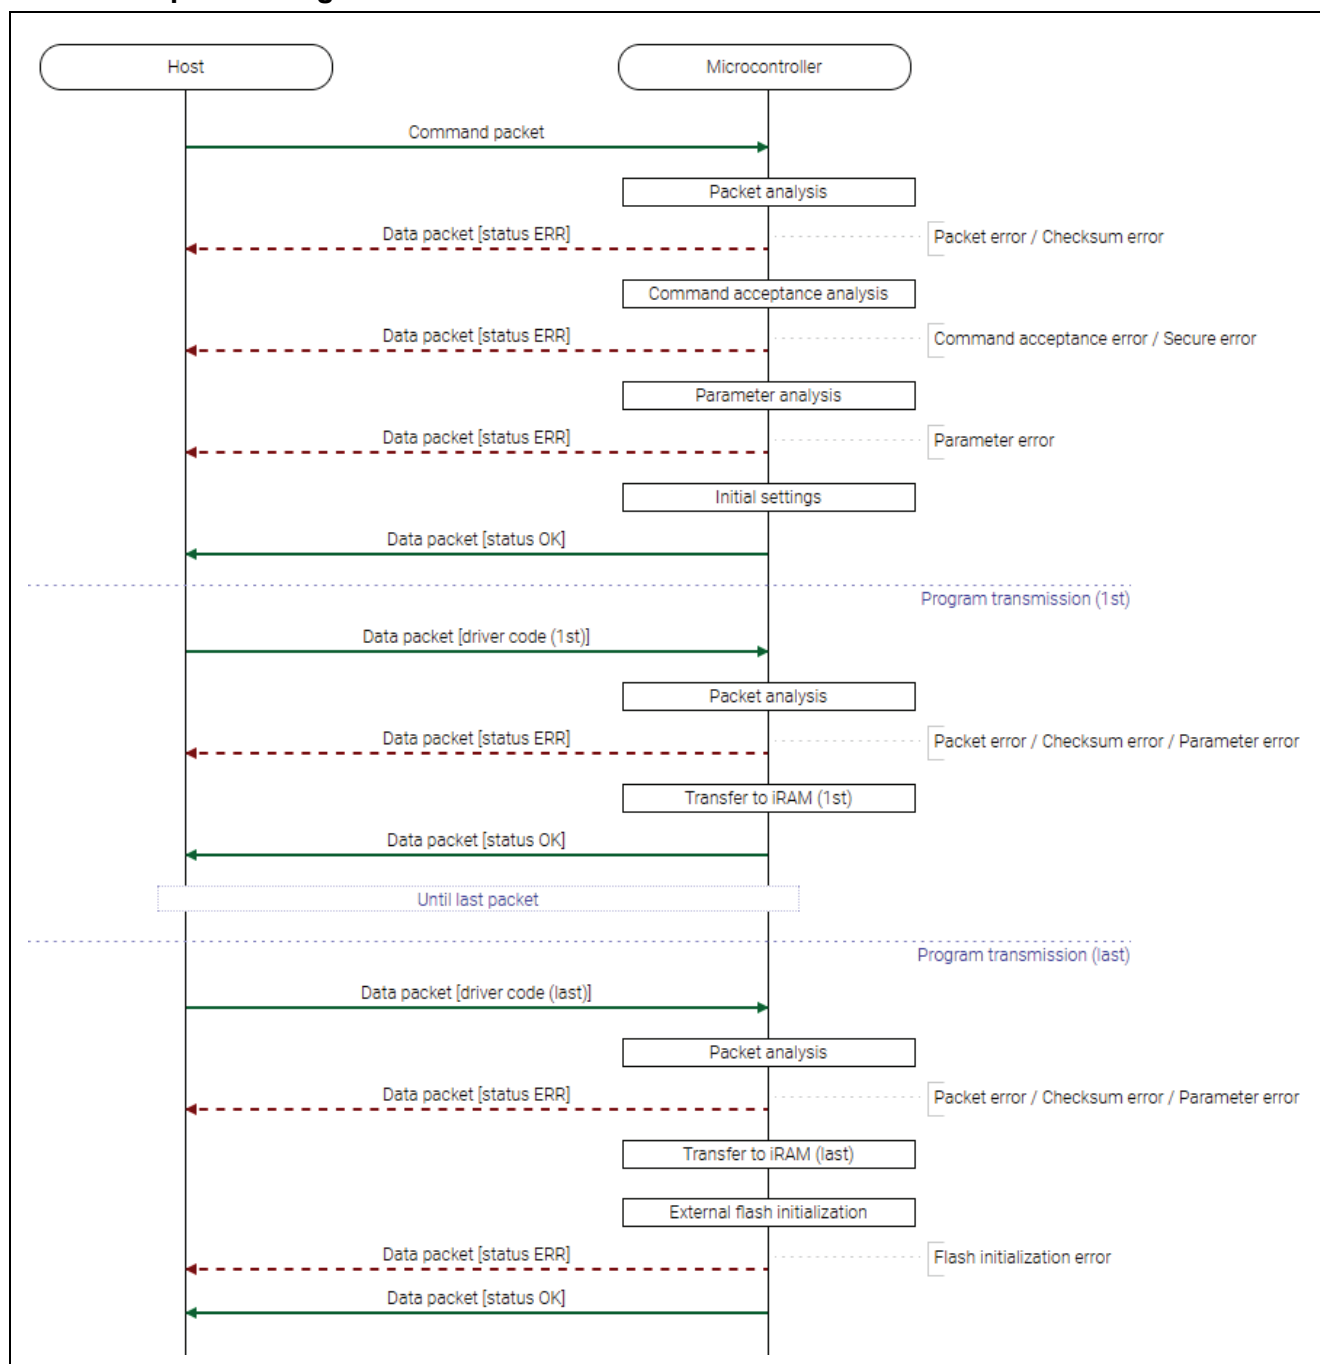 Host
Microcontroller
Command packet
Packet analysis
Data packet [status ERR]
Packet error / Checksum error
Command acceptance analysis
Data packet [status ERR]
Command acceptance error / Secure error
Parameter analysis
Data packet [status ERR]
Parameter error
Initial settings
Data packet [status OK]
Program transmission (1st)
Data packet [driver code (1st)]
Packet analysis
Data packet [status ERR]
Packet error / Checksum error / Parameter error
Transfer to iRAM (1st)
Data packet [status OK]
Until last packet
Program transmission (last)
Data packet [driver code (last)]
Packet analysis
Data packet [status ERR]
Packet error / Checksum error / Parameter error
Transfer to iRAM (last)
External flash initialization
Data packet [status ERR]
Flash initialization error
Data packet [status OK]